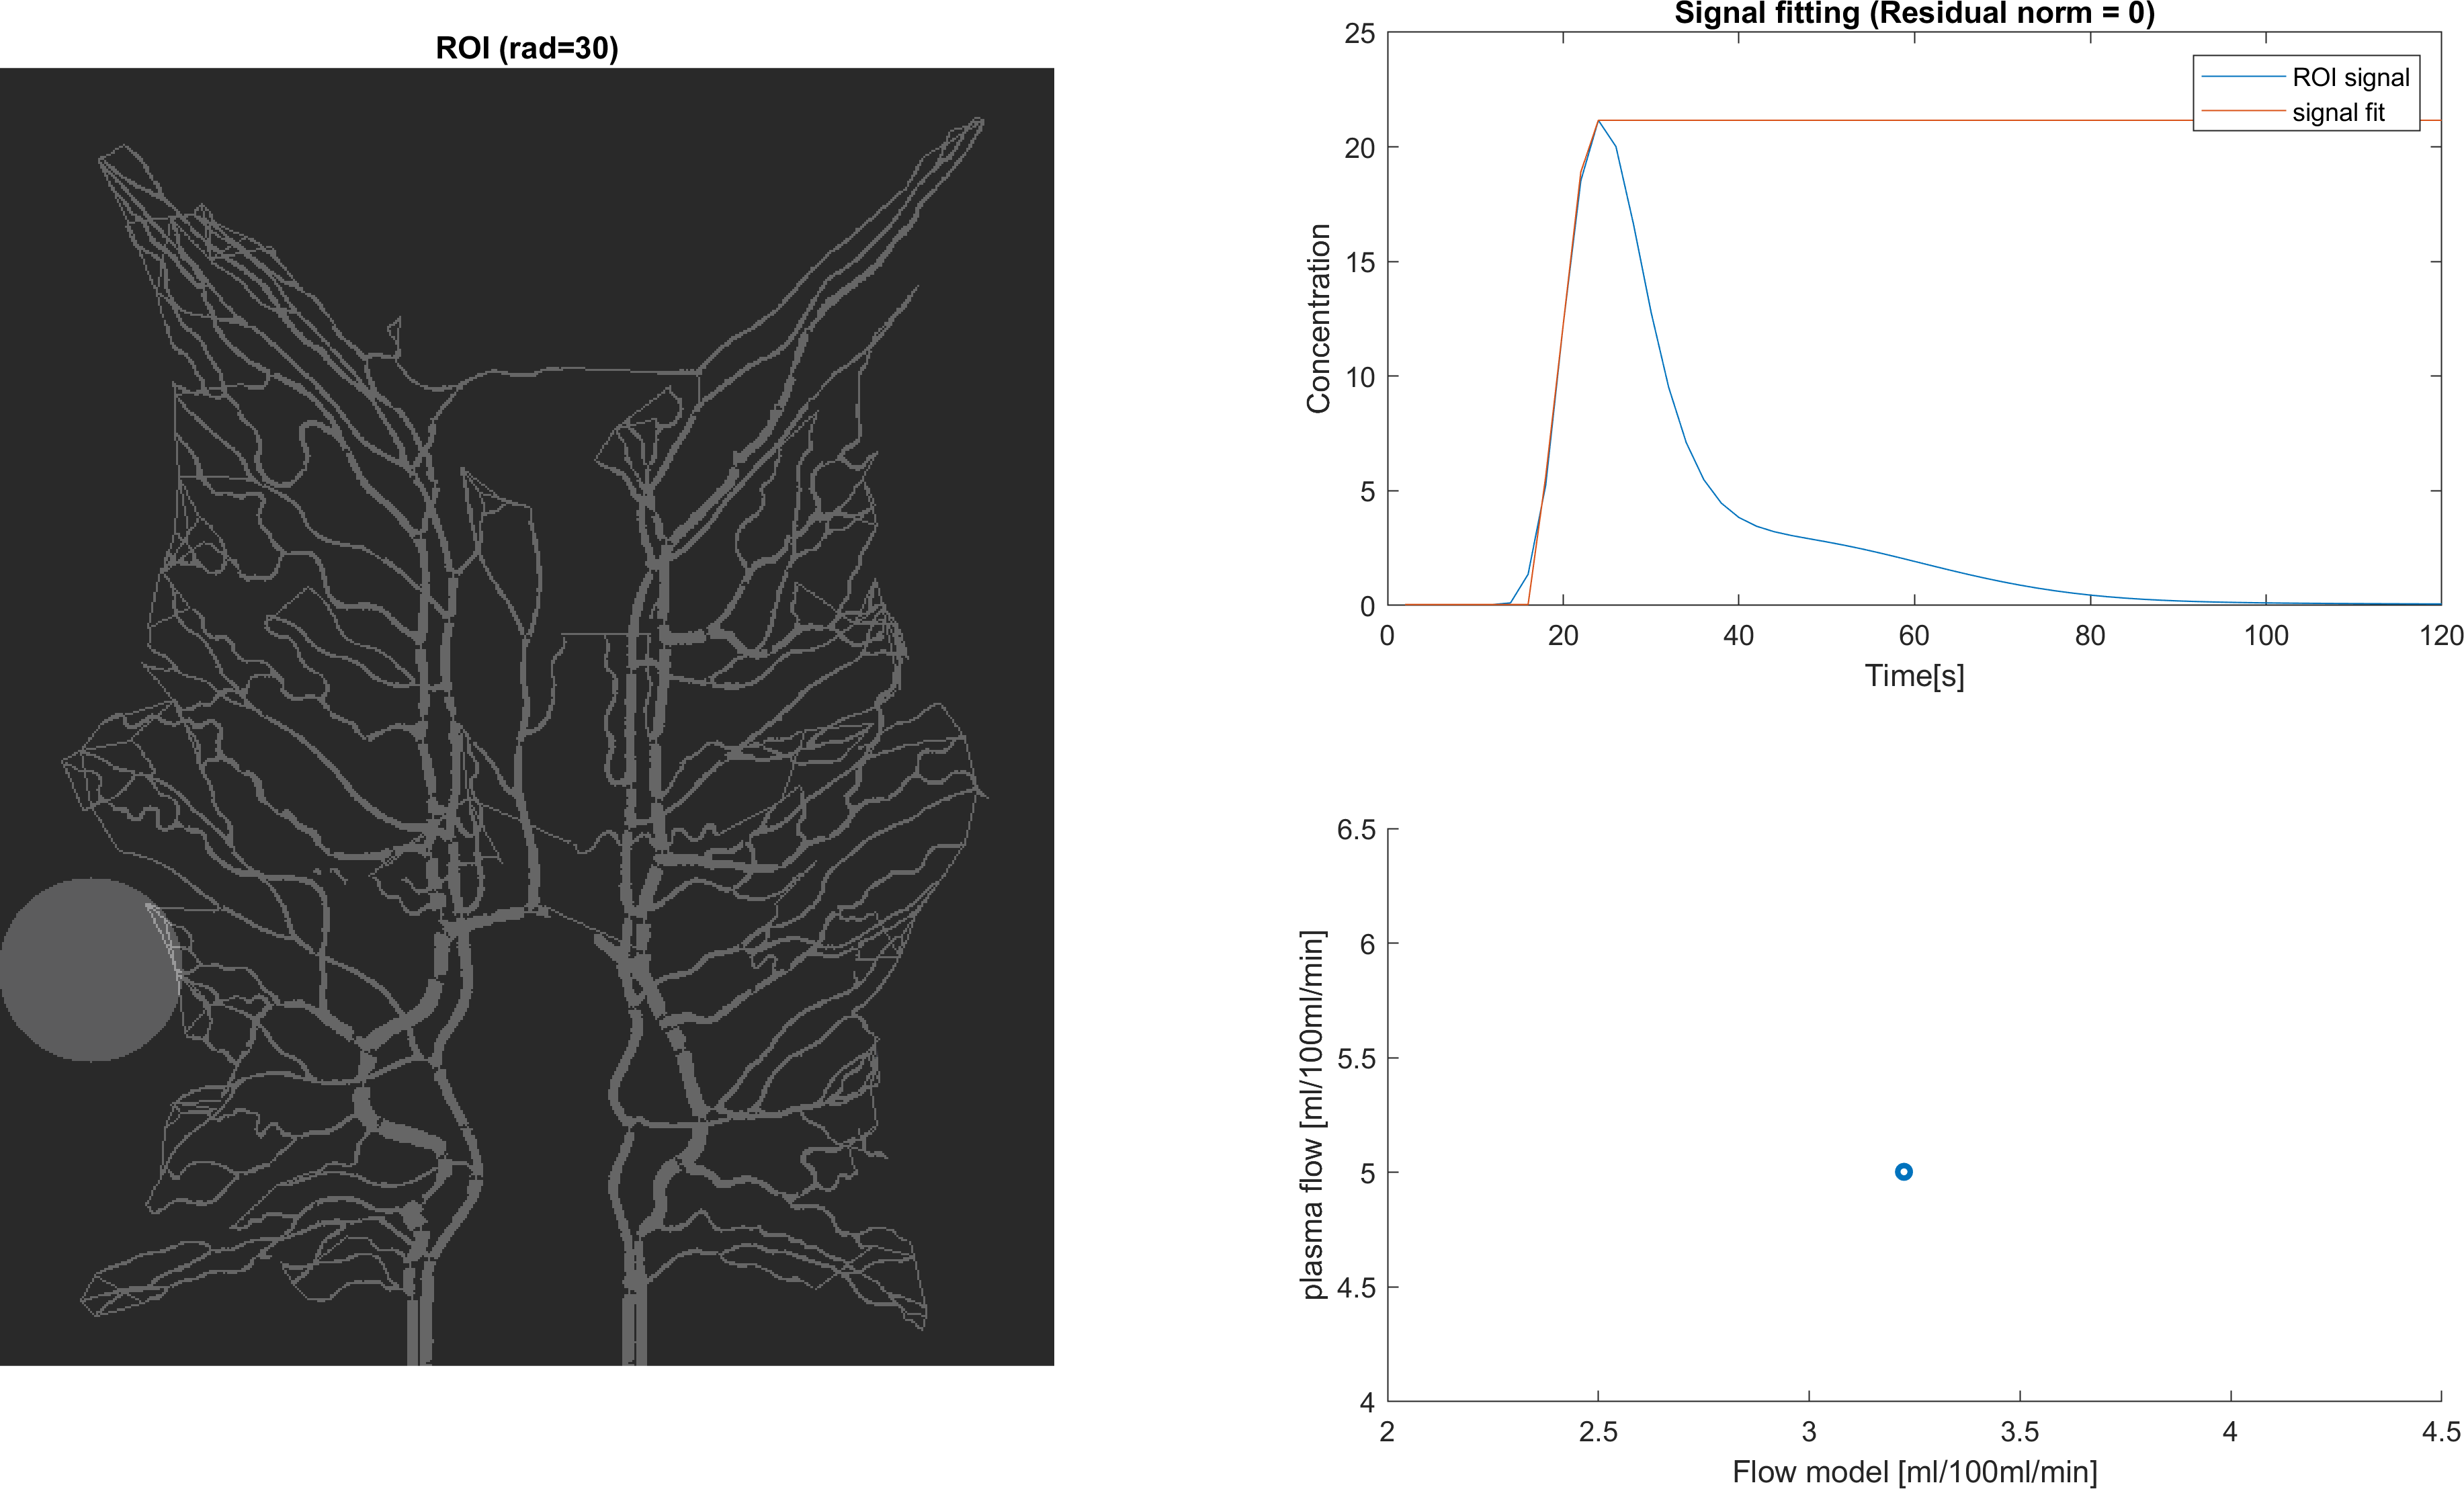 ROI (rad=30)
Signal fitting (Residual norm = 0)
25
20
15
10
5
0
Concentration
ROI signal
signal fit
0 20 40 60 80 100 120
Time[s]
6.5
6
5.5
5
4.5
4
plasma flow [ml/100ml/min]
2 2.5 3 3.5 4 4.5
Flow model [ml/100ml/min]